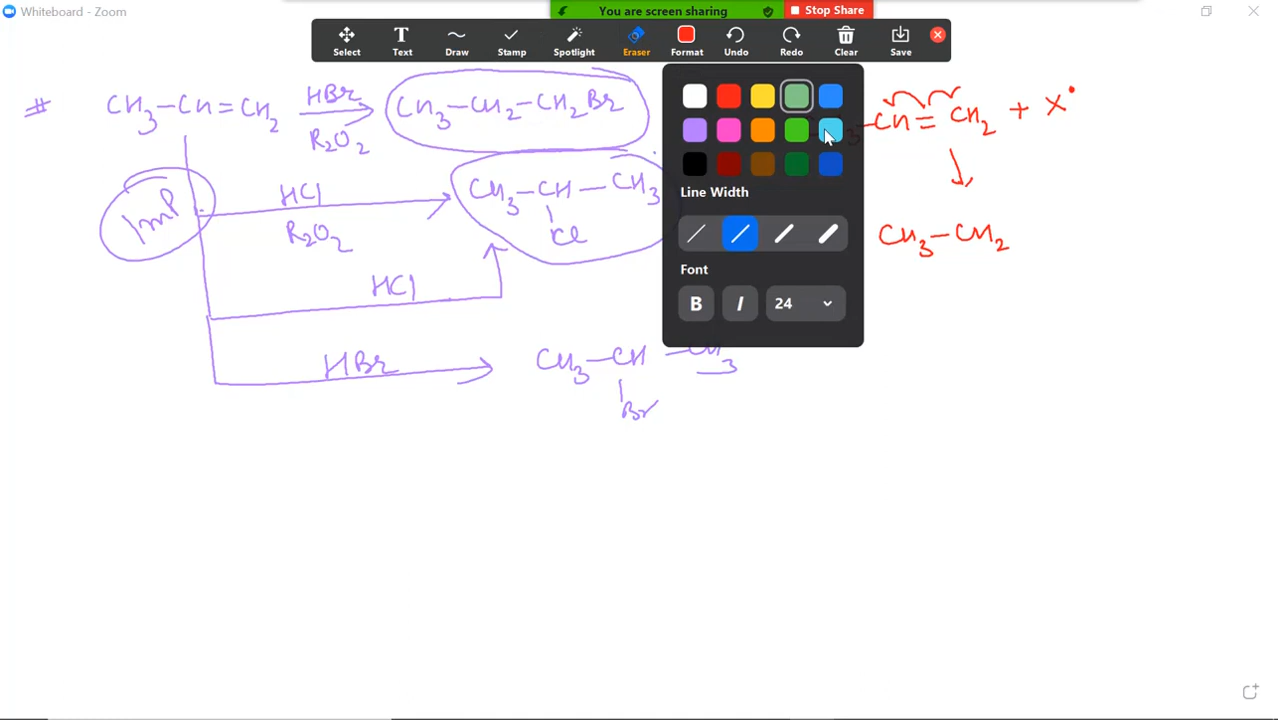 Whiteboard - Zoom
You are screen sharing
Stop Share
Select Text Draw Stamp Spotlight Eraser Format Undo Redo Clear Save
# CH3-CH=CH2 HBr R2O2 CH3-CH2-CH2Br
CH=CH2 + X•
Imp HCl R2O2 CH3-CH-CH3
Cl
CH3-CH2
HCl
HBr CH3-CH-CH3
Br
Line Width
Font
B I 24